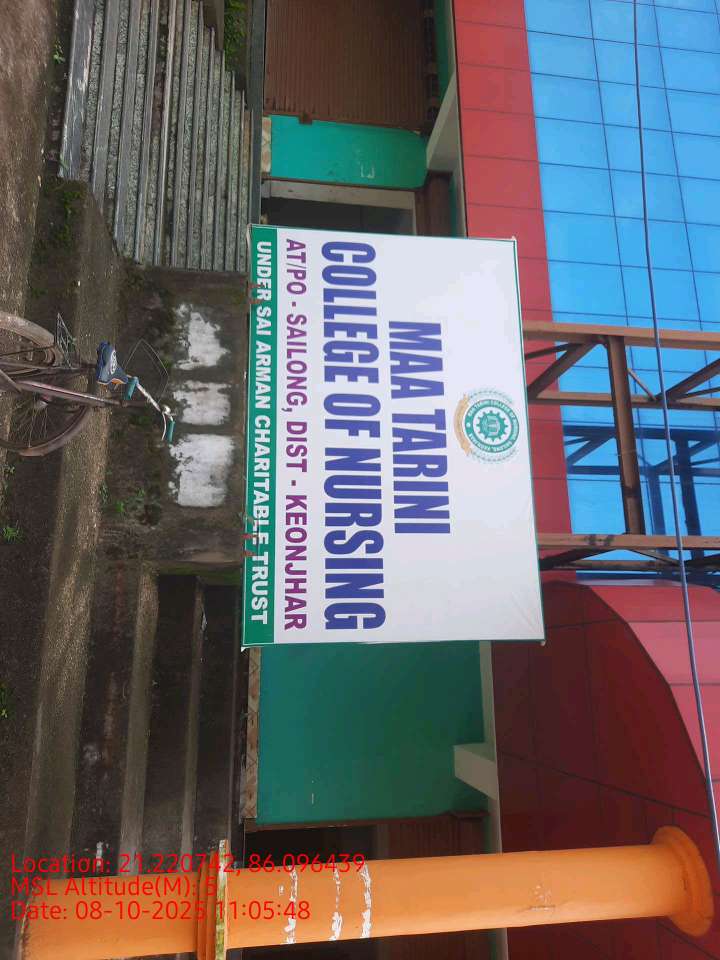 MAA TARINI
COLLEGE OF NURSING
AT/PO - SAILONG, DIST - KEONJHAR
UNDER SAI ARMAN CHARITABLE TRUST
Location: 21.220742, 86.096439
MSL Altitude(M): 5
Date: 08-10-2025 11:05:48